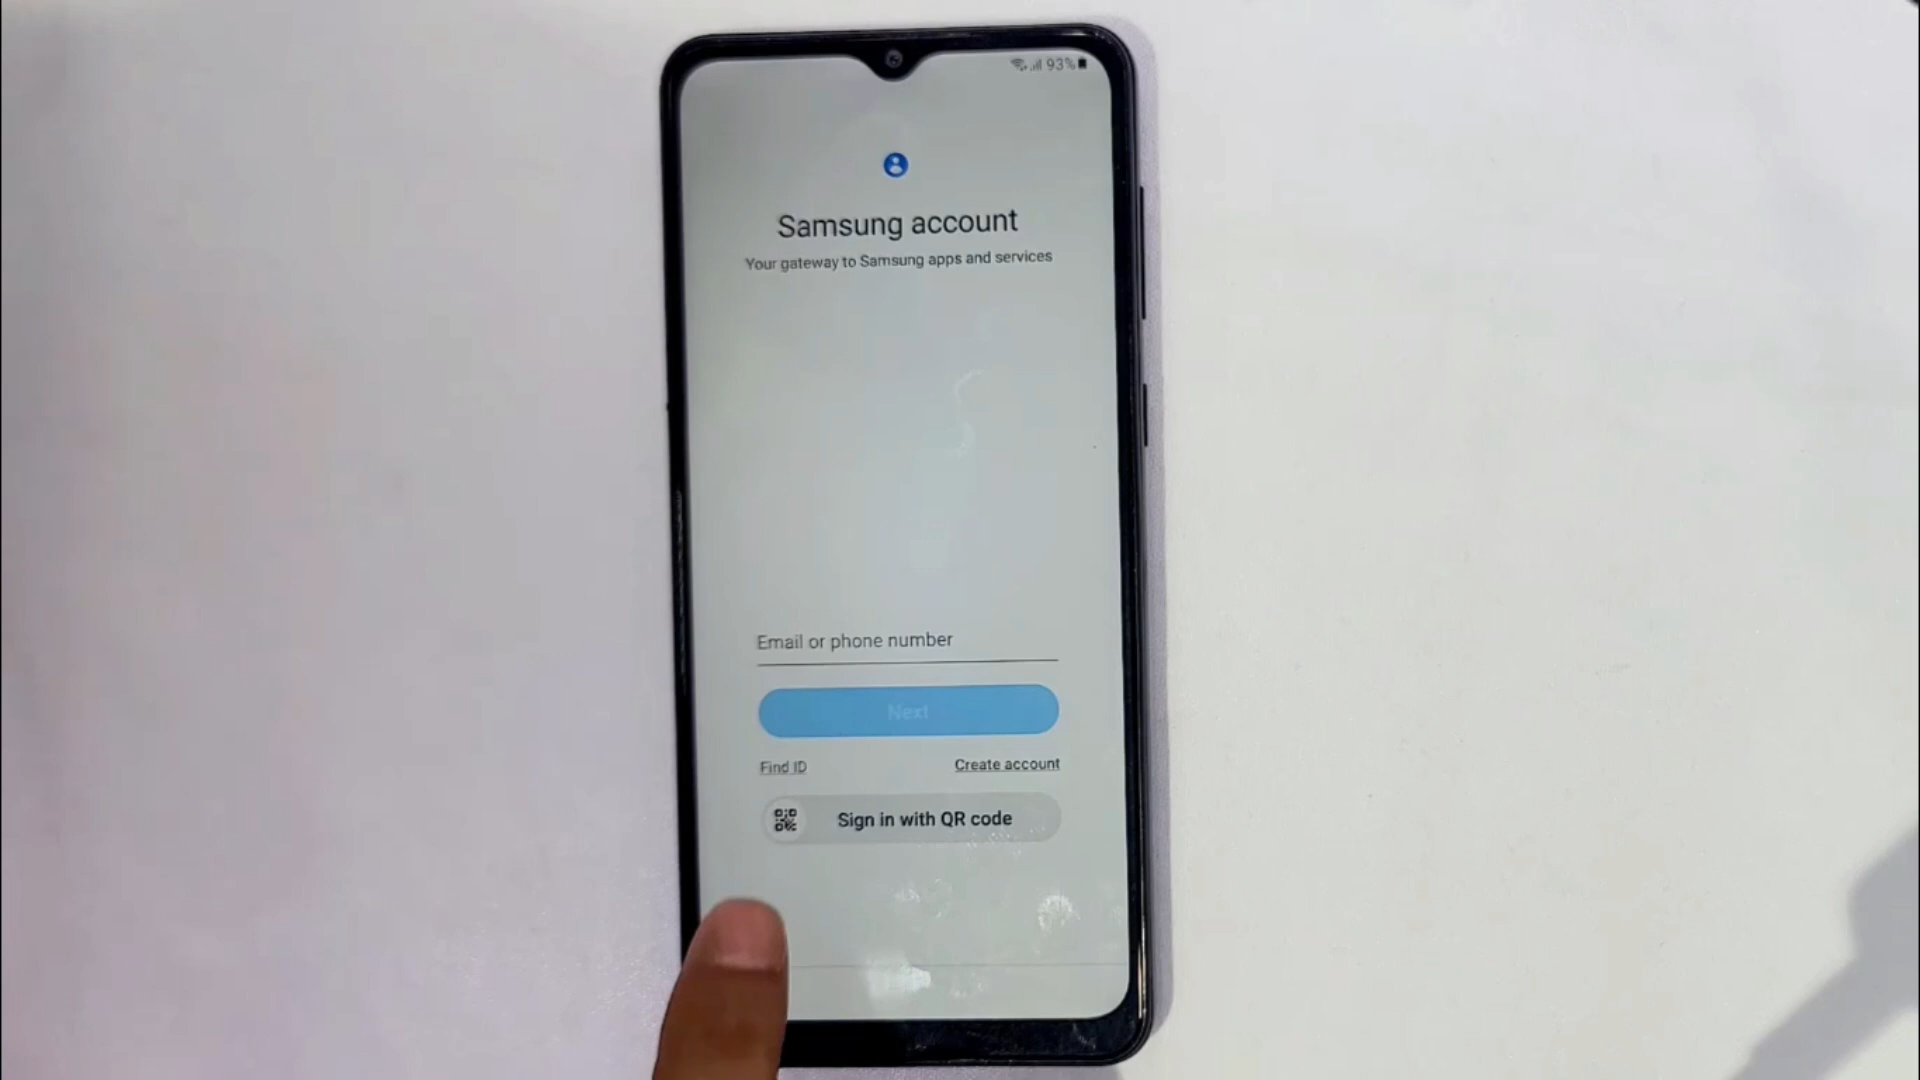 93%
Samsung account
Your gateway to Samsung apps and services
Email or phone number
Next
Find ID
Create account
Sign in with QR code